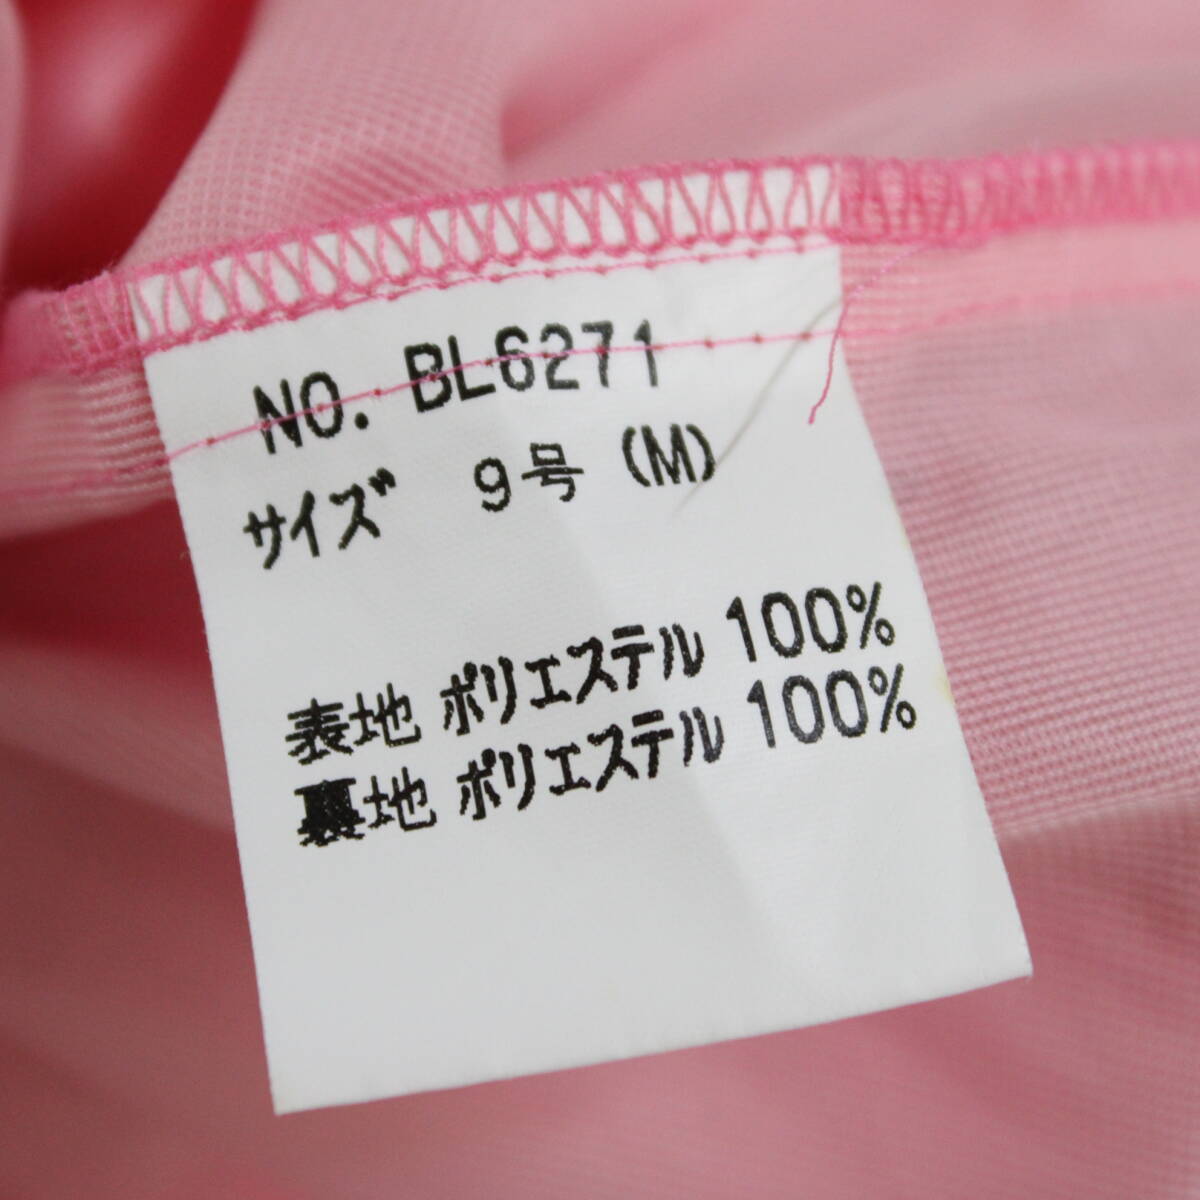 NO. BL6271
サイズ 9号 (M)
表地 ポリエステル 100%
裏地 ポリエステル 100%